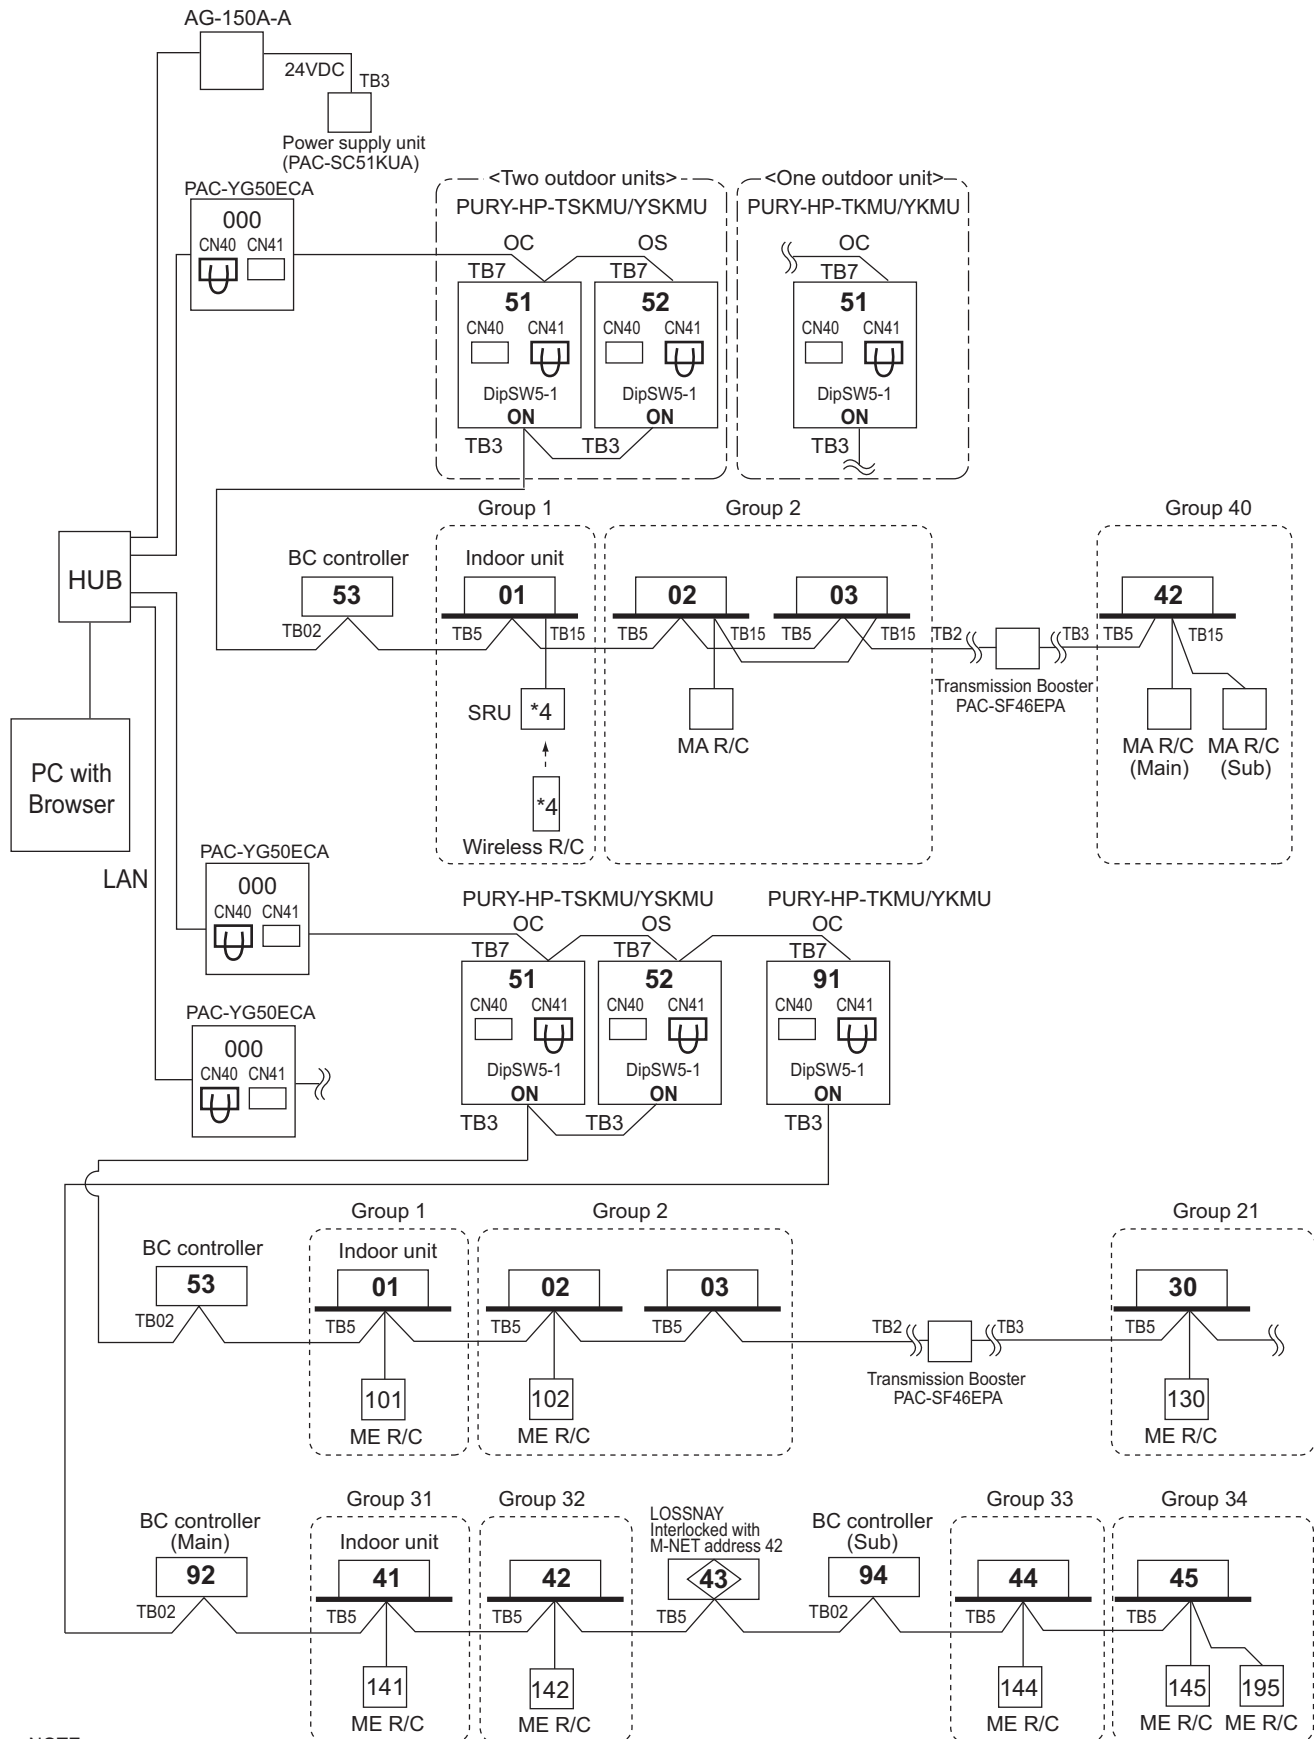 AG-150A-A
24VDC
TB3
Power supply unit
(PAC-SC51KUA)
PAC-YG50ECA
000
CN40 CN41
<Two outdoor units>
PURY-HP-TSKMU/YSKMU
OC
OS
TB7
TB7
51
52
CN40 CN41
CN40 CN41
DipSW5-1
DipSW5-1
ON
ON
TB3
TB3
<One outdoor unit>
PURY-HP-TKMU/YKMU
OC
TB7
51
CN40 CN41
DipSW5-1
ON
TB3
HUB
PC with
Browser
LAN
Group 1
Group 2
Group 40
BC controller
Indoor unit
53
01
02
03
42
TB02
TB5
TB15
TB5
TB15
TB5
TB15
TB2
TB3
TB5
TB15
Transmission Booster
PAC-SF46EPA
SRU
*4
MA R/C
MA R/C
(Main)
MA R/C
(Sub)
*4
Wireless R/C
PAC-YG50ECA
000
CN40 CN41
PURY-HP-TSKMU/YSKMU
PURY-HP-TKMU/YKMU
OC
OS
OC
TB7
TB7
TB7
51
52
91
CN40 CN41
CN40 CN41
CN40 CN41
DipSW5-1
DipSW5-1
DipSW5-1
ON
ON
ON
TB3
TB3
TB3
PAC-YG50ECA
000
CN40 CN41
Group 1
Group 2
Group 21
BC controller
Indoor unit
53
01
02
03
30
TB02
TB5
TB5
TB5
TB2
TB3
TB5
Transmission Booster
PAC-SF46EPA
101
102
130
ME R/C
ME R/C
ME R/C
Group 31
Group 32
Group 33
Group 34
BC controller
(Main)
Indoor unit
LOSSNAY
Interlocked with
M-NET address 42
BC controller
(Sub)
92
41
42
43
94
44
45
TB02
TB5
TB5
TB5
TB02
TB5
TB5
141
142
144
145
195
ME R/C
ME R/C
ME R/C
ME R/C
ME R/C